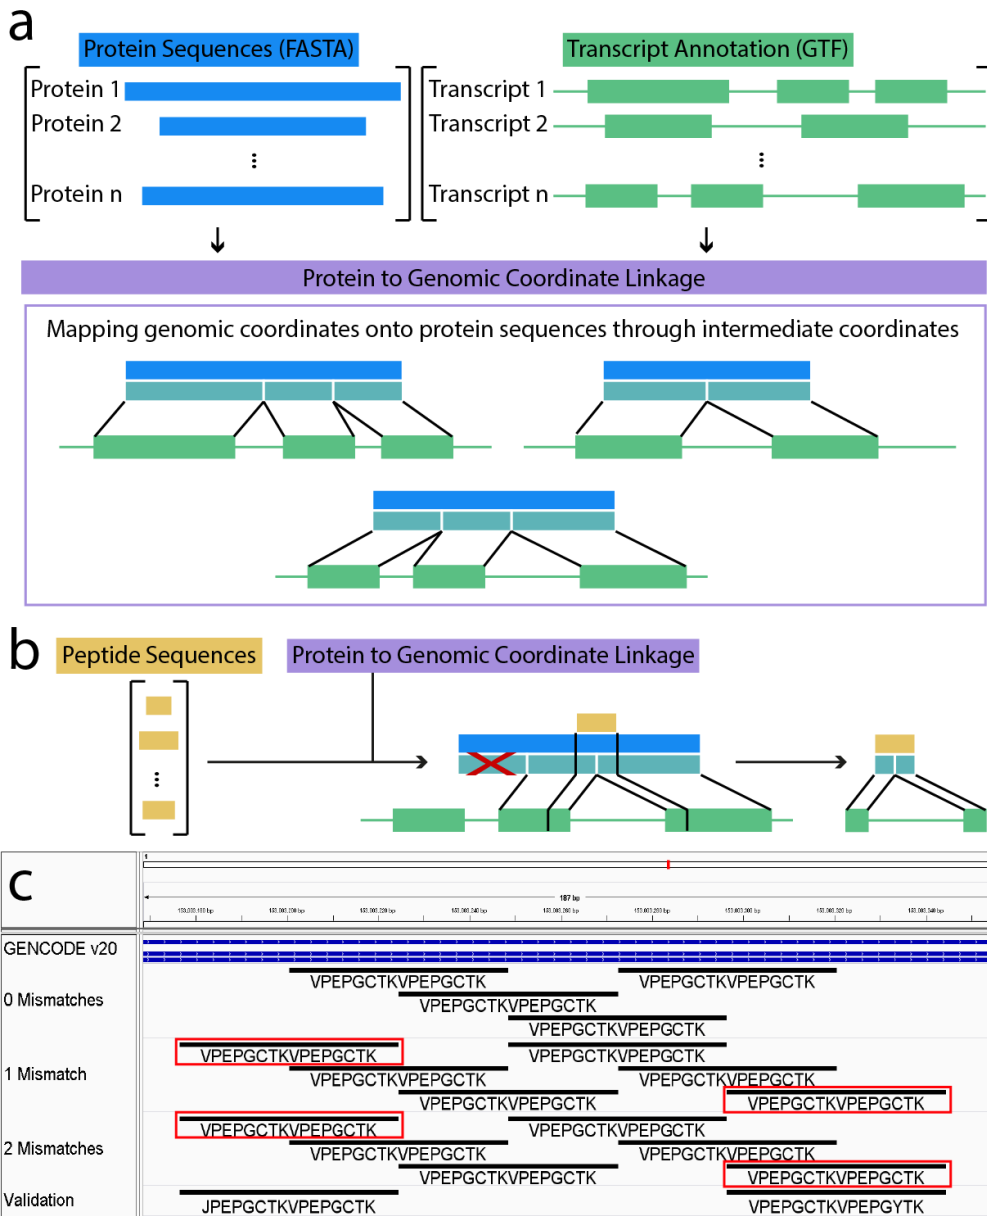 a
Protein Sequences (FASTA)
Transcript Annotation (GTF)
Protein 1
Protein 2
Protein n
Transcript 1
Transcript 2
Transcript n
Protein to Genomic Coordinate Linkage
Mapping genomic coordinates onto protein sequences through intermediate coordinates
b
Peptide Sequences
Protein to Genomic Coordinate Linkage
c
1
187 bp
GENCODE v20
0 Mismatches
VPEPGCTKVPEPGCTK VPEPGCTKVPEPGCTK
VPEPGCTKVPEPGCTK
VPEPGCTKVPEPGCTK
1 Mismatch
VPEPGCTKVPEPGCTK VPEPGCTKVPEPGCTK
VPEPGCTKVPEPGCTK VPEPGCTKVPEPGCTK
VPEPGCTKVPEPGCTK VPEPGCTKVPEPGCTK
2 Mismatches
VPEPGCTKVPEPGCTK VPEPGCTKVPEPGCTK
VPEPGCTKVPEPGCTK VPEPGCTKVPEPGCTK
VPEPGCTKVPEPGCTK VPEPGCTKVPEPGCTK
Validation
JPEPGCTKVPEPGCTK VPEPGCTKVPEPGYTK